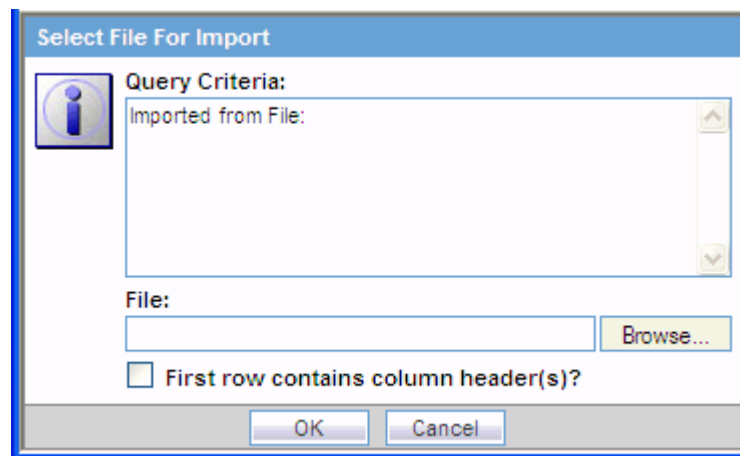 Select File For Import
Query Criteria:
Imported from File:
File:
Browse...
First row contains column header(s)?
OK
Cancel